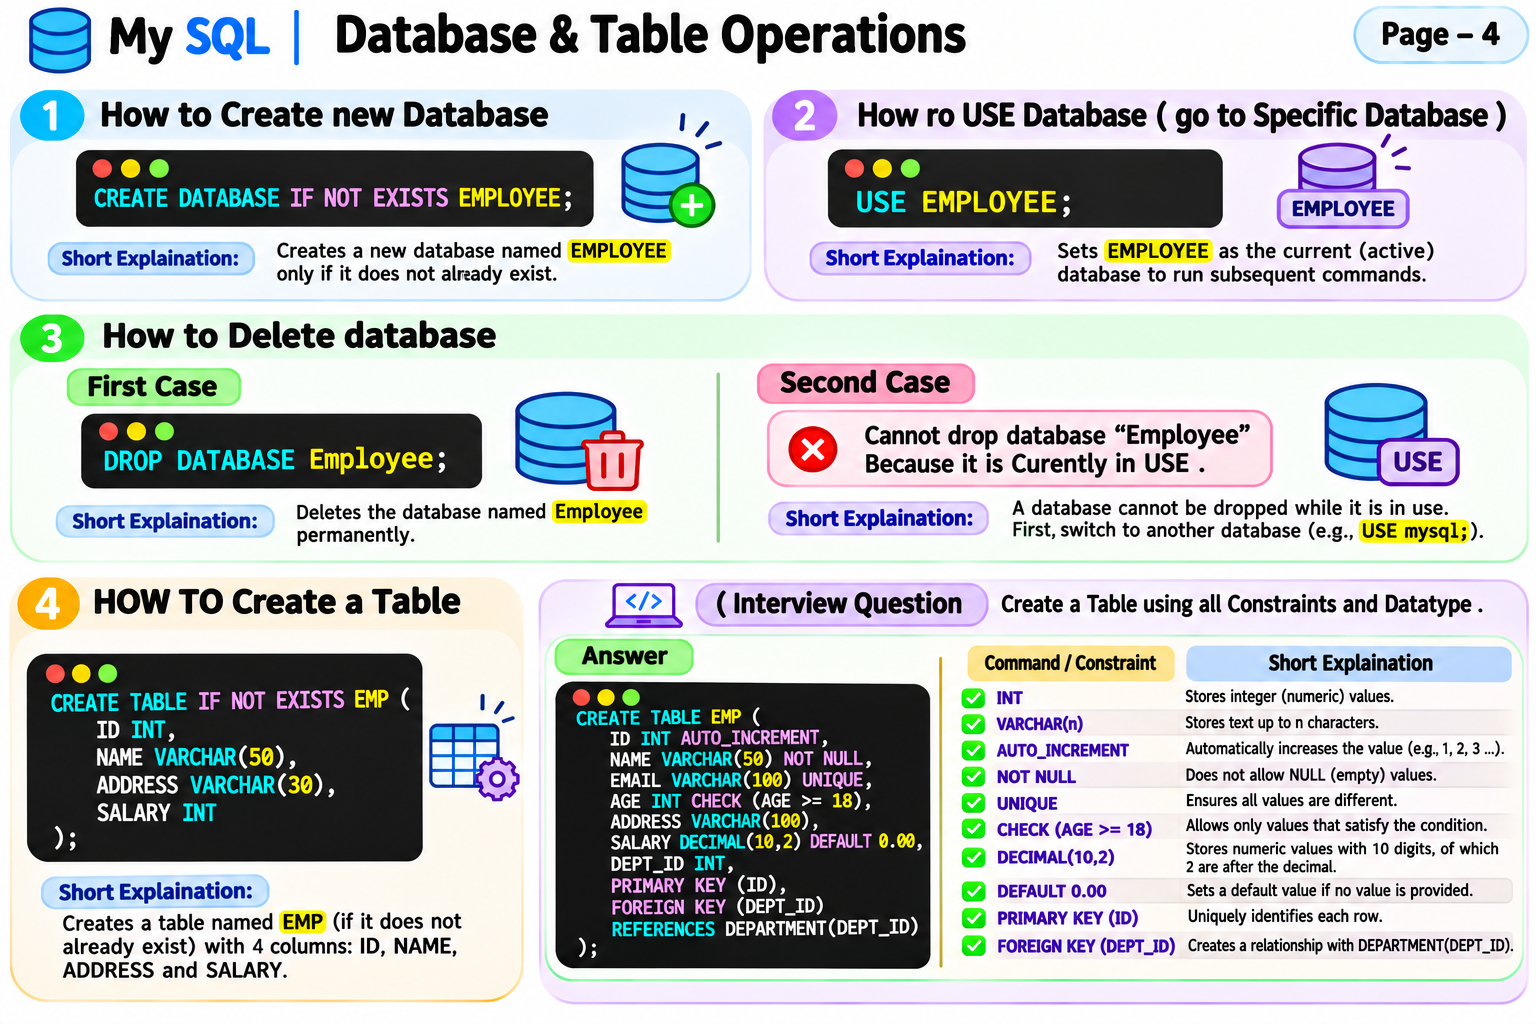 My SQL | Database & Table Operations
Page – 4
1 How to Create new Database
CREATE DATABASE IF NOT EXISTS EMPLOYEE;
Short Explaination:
Creates a new database named EMPLOYEE
only if it does not already exist.
2 How ro USE Database ( go to Specific Database )
USE EMPLOYEE;
EMPLOYEE
Short Explaination:
Sets EMPLOYEE as the current (active)
database to run subsequent commands.
3 How to Delete database
First Case
DROP DATABASE Employee;
Short Explaination:
Deletes the database named Employee
permanently.
Second Case
Cannot drop database “Employee”
Because it is Curently in USE .
USE
Short Explaination:
A database cannot be dropped while it is in use.
First, switch to another database (e.g., USE mysql;).
4 HOW TO Create a Table
CREATE TABLE IF NOT EXISTS EMP (
ID INT,
NAME VARCHAR(50),
ADDRESS VARCHAR(30),
SALARY INT
);
Short Explaination:
Creates a table named EMP (if it does not
already exist) with 4 columns: ID, NAME,
ADDRESS and SALARY.
</> ( Interview Question Create a Table using all Constraints and Datatype .
Answer
CREATE TABLE EMP (
ID INT AUTO_INCREMENT,
NAME VARCHAR(50) NOT NULL,
EMAIL VARCHAR(100) UNIQUE,
AGE INT CHECK (AGE >= 18),
ADDRESS VARCHAR(100),
SALARY DECIMAL(10,2) DEFAULT 0.00,
DEPT_ID INT,
PRIMARY KEY (ID),
FOREIGN KEY (DEPT_ID)
REFERENCES DEPARTMENT(DEPT_ID)
);
Command / Constraint Short Explaination
INT Stores integer (numeric) values.
VARCHAR(n) Stores text up to n characters.
AUTO_INCREMENT Automatically increases the value (e.g., 1, 2, 3 ...).
NOT NULL Does not allow NULL (empty) values.
UNIQUE Ensures all values are different.
CHECK (AGE >= 18) Allows only values that satisfy the condition.
DECIMAL(10,2) Stores numeric values with 10 digits, of which
2 are after the decimal.
DEFAULT 0.00 Sets a default value if no value is provided.
PRIMARY KEY (ID) Uniquely identifies each row.
FOREIGN KEY (DEPT_ID) Creates a relationship with DEPARTMENT(DEPT_ID).